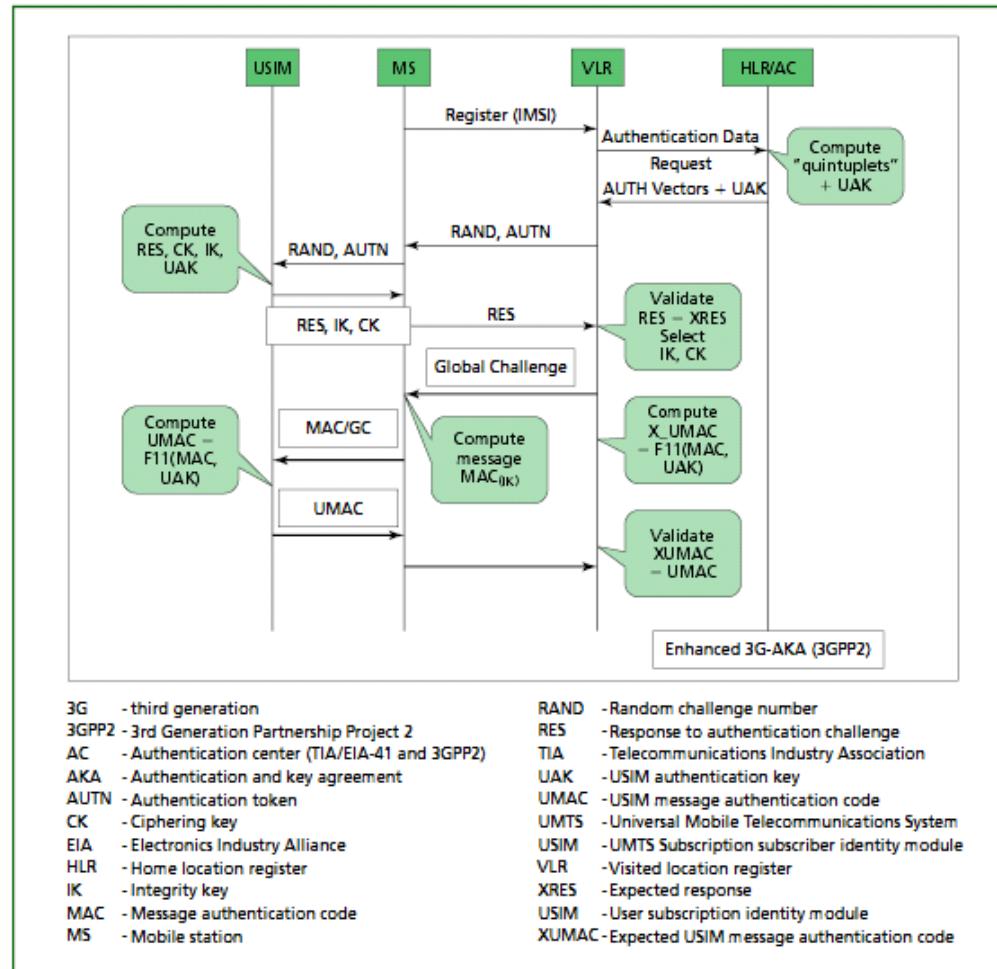 USIM
MS
VLR
HLR/AC
Register (IMSI)
Authentication Data
Request
Compute
"quintuplets"
+ UAK
AUTH Vectors + UAK
Compute
RES, CK, IK,
UAK
RAND, AUTN
RAND, AUTN
RES, IK, CK
RES
Validate
RES – XRES
Select
IK, CK
Global Challenge
Compute
UMAC –
F11(MAC,
UAK)
MAC/GC
Compute
message
MAC(IK)
Compute
X_UMAC
– F11(MAC,
UAK)
UMAC
Validate
XUMAC
– UMAC
Enhanced 3G-AKA (3GPP2)
3G - third generation
3GPP2 - 3rd Generation Partnership Project 2
AC - Authentication center (TIA/EIA-41 and 3GPP2)
AKA - Authentication and key agreement
AUTN - Authentication token
CK - Ciphering key
EIA - Electronics Industry Alliance
HLR - Home location register
IK - Integrity key
MAC - Message authentication code
MS - Mobile station
RAND - Random challenge number
RES - Response to authentication challenge
TIA - Telecommunications Industry Association
UAK - USIM authentication key
UMAC - USIM message authentication code
UMTS - Universal Mobile Telecommunications System
USIM - UMTS Subscription subscriber identity module
VLR - Visited location register
XRES - Expected response
USIM - User subscription identity module
XUMAC - Expected USIM message authentication code